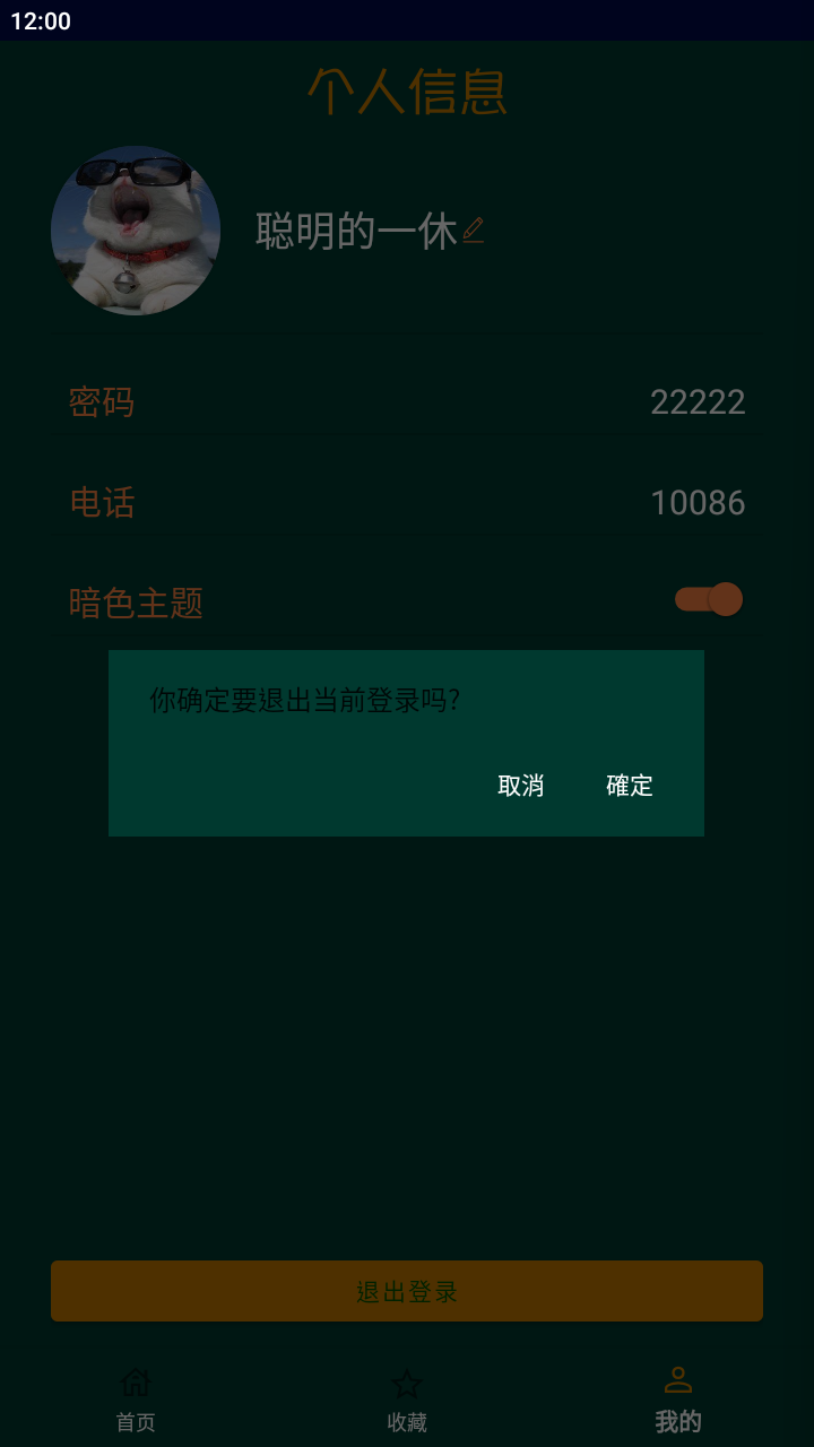 12:00
个人信息
聪明的一休
密码 22222
电话 10086
暗色主题
你确定要退出当前登录吗?
取消 確定
退出登录
首页 收藏 我的